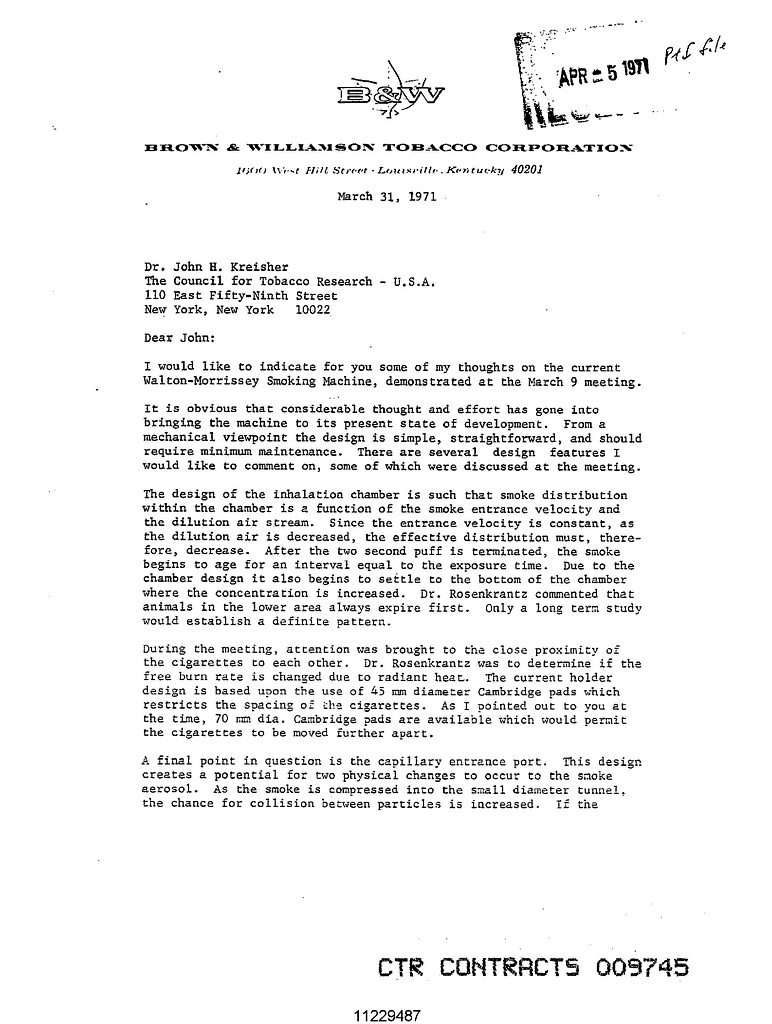 APR - 5 1971
file
B&W
BROWN & WILLIAMSON TOBACCO CORPORATION
1600 West Hill Street · Louisville, Kentucky 40201
March 31, 1971
Dr. John H. Kreisher
The Council for Tobacco Research - U.S.A.
110 East Fifty-Ninth Street
New York, New York 10022
Dear John:
I would like to indicate for you some of my thoughts on the current
Walton-Morrissey Smoking Machine, demonstrated at the March 9 meeting.
It is obvious that considerable thought and effort has gone into
bringing the machine to its present state of development. From a
mechanical viewpoint the design is simple, straightforward, and should
require minimum maintenance. There are several design features I
would like to comment on, some of which were discussed at the meeting.
The design of the inhalation chamber is such that smoke distribution
within the chamber is a function of the smoke entrance velocity and
the dilution air stream. Since the entrance velocity is constant, as
the dilution air is decreased, the effective distribution must, there-
fore, decrease. After the two second puff is terminated, the smoke
begins to age for an interval equal to the exposure time. Due to the
chamber design it also begins to settle to the bottom of the chamber
where the concentration is increased. Dr. Rosenkrantz commented that
animals in the lower area always expire first. Only a long term study
would establish a definite pattern.
During the meeting, attention was brought to the close proximity of
the cigarettes to each other. Dr. Rosenkrantz was to determine if the
free burn rate is changed due to radiant heat. The current holder
design is based upon the use of 45 mm diameter Cambridge pads which
restricts the spacing of the cigarettes. As I pointed out to you at
the time, 70 mm dia. Cambridge pads are available which would permit
the cigarettes to be moved further apart.
A final point in question is the capillary entrance port. This design
creates a potential for two physical changes to occur to the smoke
aerosol. As the smoke is compressed into the small diameter tunnel,
the chance for collision between particles is increased. If the
CTR CONTRACTS 009745
11229487